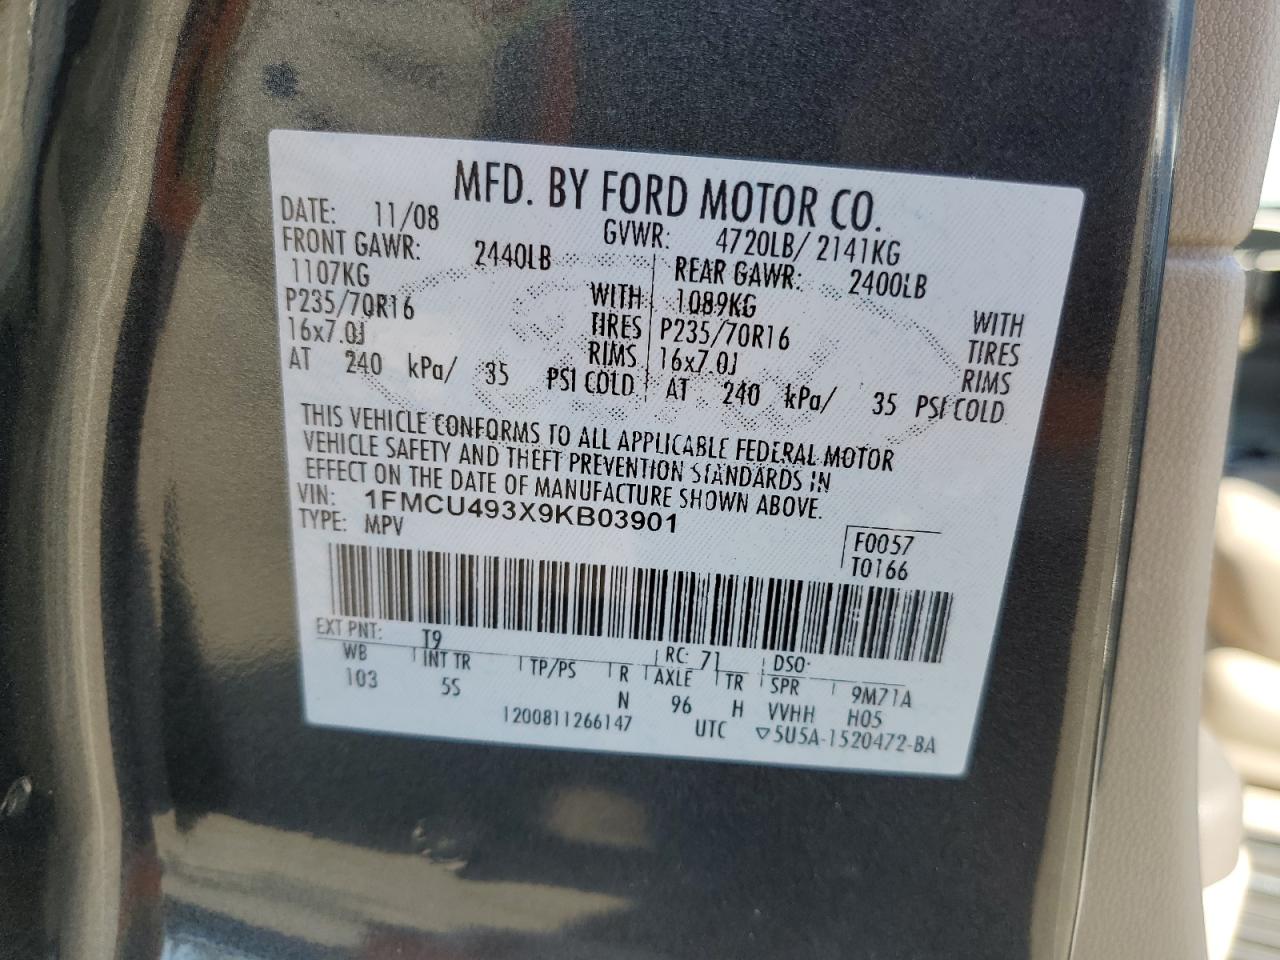 MFD. BY FORD MOTOR CO.
DATE: 11/08 GVWR: 4720LB/ 2141KG
FRONT GAWR: 2440LB REAR GAWR: 2400LB
1107KG WITH 1089KG WITH
P235/70R16 TIRES P235/70R16 TIRES
16x7.0J RIMS 16x7.0J RIMS
AT 240 kPa/ 35 PSI COLD AT 240 kPa/ 35 PSI COLD
THIS VEHICLE CONFORMS TO ALL APPLICABLE FEDERAL MOTOR
VEHICLE SAFETY AND THEFT PREVENTION STANDARDS IN
EFFECT ON THE DATE OF MANUFACTURE SHOWN ABOVE.
VIN: 1FMCU493X9KB03901
TYPE: MPV
F0057
T0166
EXT PNT: T9 RC: 71 DSO:
WB INT TR TP/PS R AXLE TR SPR 9M71A
103 5S N 96 H VVHH H05
1200811266147 UTC ▽5U5A-1520472-BA